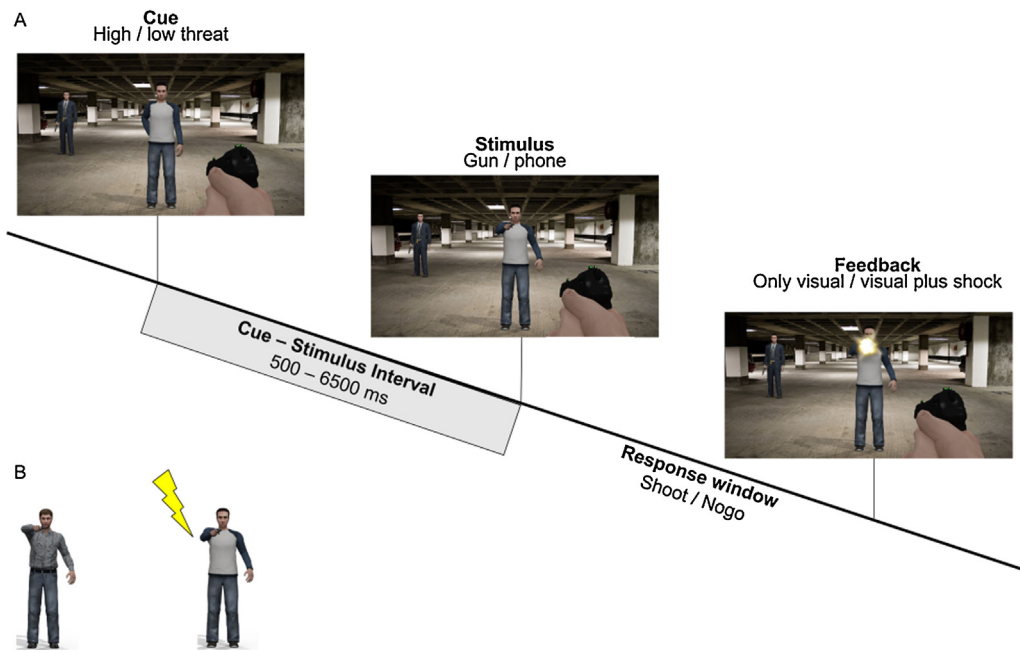 A
Cue
High / low threat
Stimulus
Gun / phone
Feedback
Only visual / visual plus shock
Cue – Stimulus Interval
500 – 6500 ms
Response window
Shoot / Nogo
B